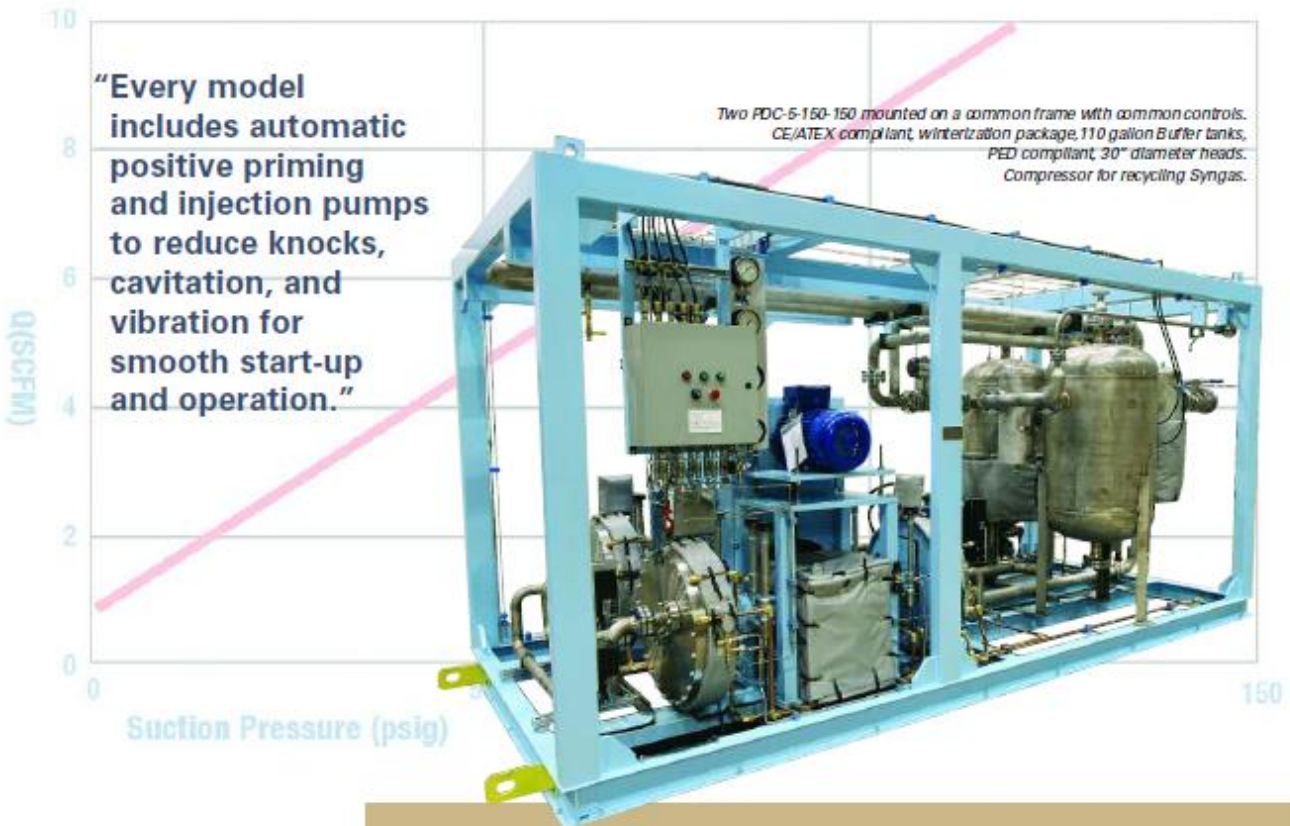 10
"Every model
includes automatic
positive priming
and injection pumps
to reduce knocks,
cavitation, and
vibration for
smooth start-up
and operation."
Two PDC-5-150-150 mounted on a common frame with common controls.
CE/ATEX compliant, winterization package, 110 gallon Buffer tanks,
PED compliant, 30" diameter heads.
Compressor for recycling Syngas.
8
6
Q(SCFM)
4
2
0
0
150
Suction Pressure (psig)